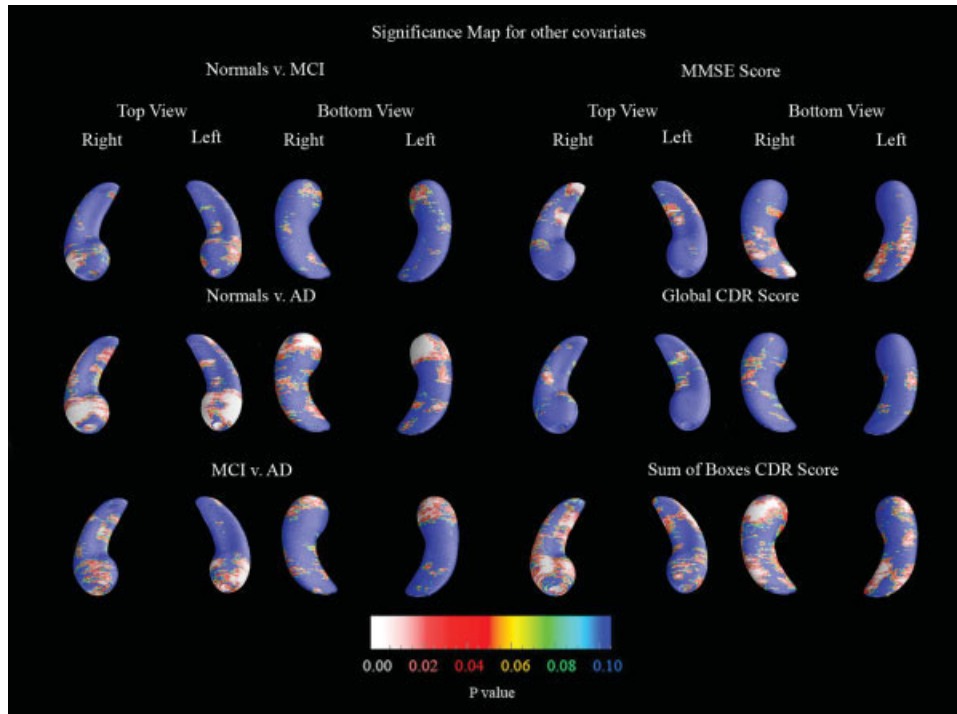 Significance Map for other covariates
Normals v. MCI
MMSE Score
Top View
Bottom View
Top View
Bottom View
Right
Left
Right
Left
Right
Left
Right
Left
Normals v. AD
Global CDR Score
MCI v. AD
Sum of Boxes CDR Score
0.00 0.02 0.04 0.06 0.08 0.10
P value